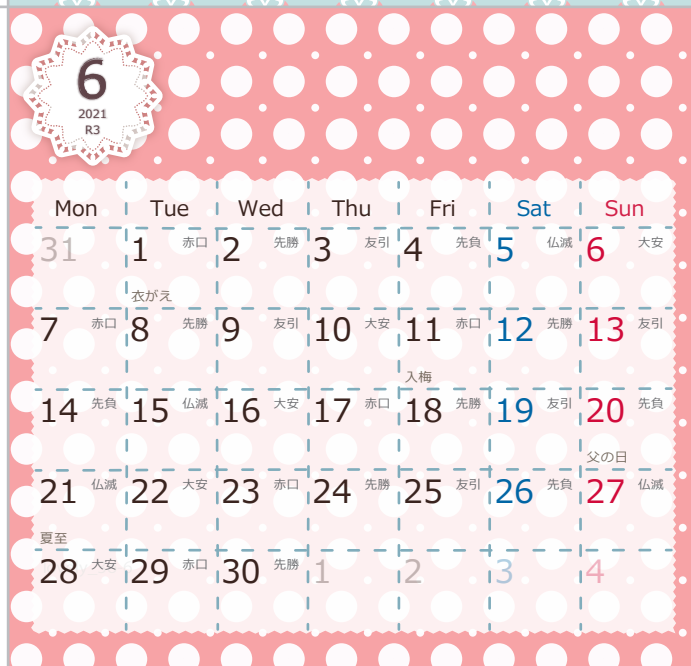 6
2021
R3
Mon Tue Wed Thu Fri Sat Sun
31 1 赤口 2 先勝 3 友引 4 先負 5 仏滅 6 大安
衣がえ
7 赤口 8 先勝 9 友引 10 大安 11 赤口 12 先勝 13 友引
入梅
14 先負 15 仏滅 16 大安 17 赤口 18 先勝 19 友引 20 先負
父の日
21 仏滅 22 大安 23 赤口 24 先勝 25 友引 26 先負 27 仏滅
夏至
28 大安 29 赤口 30 先勝 1 2 3 4